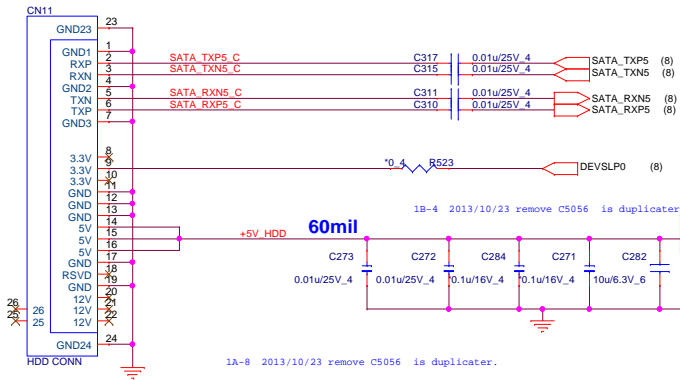 CN11
GND23 23
GND1 1
RXP 2 SATA_TXP5_C C317 0.01u/25V_4 SATA_TXP5 (8)
RXN 3 SATA_TXN5_C C315 0.01u/25V_4 SATA_TXN5 (8)
GND2 4
TXN 5 SATA_RXN5_C C311 0.01u/25V_4 SATA_RXN5 (8)
TXP 6 SATA_RXP5_C C310 0.01u/25V_4 SATA_RXP5 (8)
GND3 7
3.3V 8
3.3V 9 *0_4 R523 DEVSLP0 (8)
3.3V 10
GND 11
GND 12
GND 13
1B-4 2013/10/23 remove C5056 is duplicater
5V 14
5V 15 +5V_HDD 60mil
5V 16
GND 17 C273 C272 C284 C271 C282
RSVD 18
GND 19 0.01u/25V_4 0.01u/25V_4 *0.1u/16V_4 *0.1u/16V_4 10u/6.3V_6
12V 20
26 26 12V 21
25 25 12V 22
GND24 24
HDD CONN
1A-8 2013/10/23 remove C5056 is duplicater.